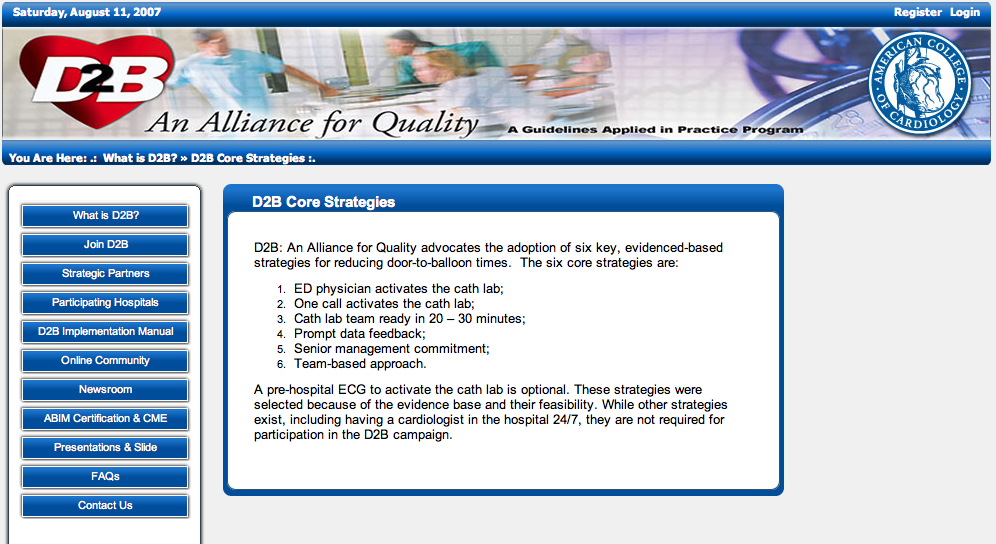 Saturday, August 11, 2007
Register Login
D2B
An Alliance for Quality
A Guidelines Applied in Practice Program
AMERICAN COLLEGE OF CARDIOLOGY
You Are Here: .: What is D2B? » D2B Core Strategies :.
What is D2B?
Join D2B
Strategic Partners
Participating Hospitals
D2B Implementation Manual
Online Community
Newsroom
ABIM Certification & CME
Presentations & Slide
FAQs
Contact Us
D2B Core Strategies
D2B: An Alliance for Quality advocates the adoption of six key, evidenced-based
strategies for reducing door-to-balloon times. The six core strategies are:
1. ED physician activates the cath lab;
2. One call activates the cath lab;
3. Cath lab team ready in 20 – 30 minutes;
4. Prompt data feedback;
5. Senior management commitment;
6. Team-based approach.
A pre-hospital ECG to activate the cath lab is optional. These strategies were
selected because of the evidence base and their feasibility. While other strategies
exist, including having a cardiologist in the hospital 24/7, they are not required for
participation in the D2B campaign.